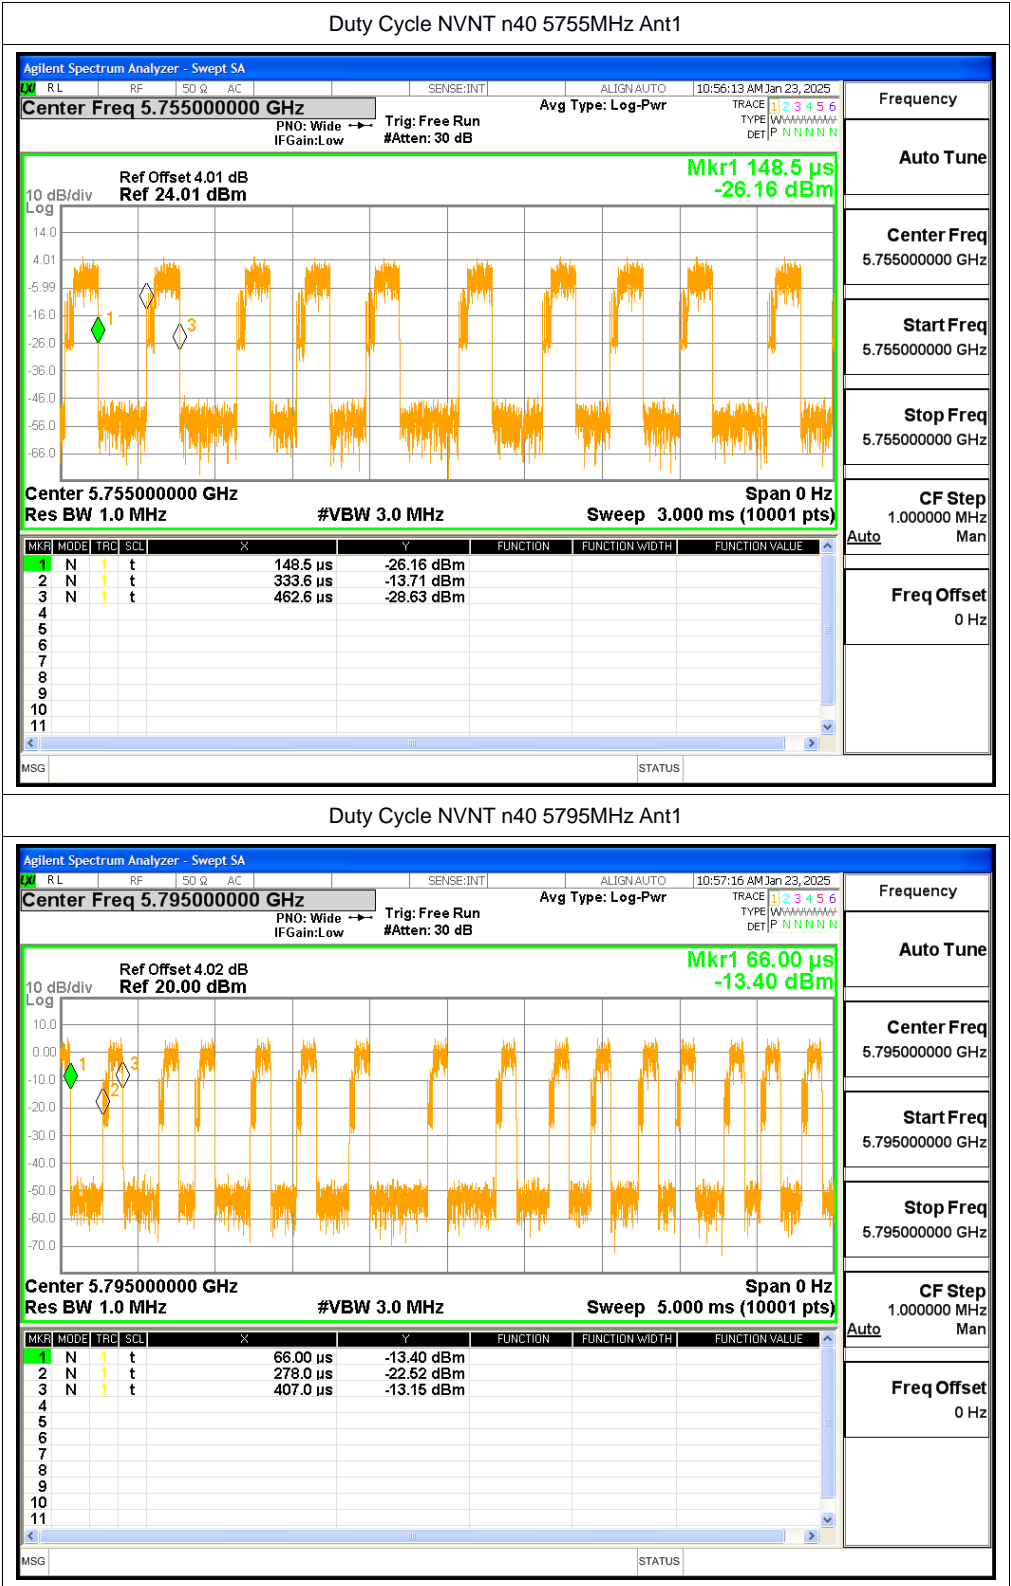 Duty Cycle NVNT n40 5755MHz Ant1
Agilent Spectrum Analyzer - Swept SA
LXI RL RF 50 Ω AC SENSE:INT ALIGN AUTO 10:56:13 AM Jan 23, 2025
Center Freq 5.755000000 GHz
PNO: Wide
IFGain:Low
Trig: Free Run
#Atten: 30 dB
Avg Type: Log-Pwr
TRACE 1 2 3 4 5 6
TYPE W
DET P N N N N N
Mkr1 148.5 µs
-26.16 dBm
Ref Offset 4.01 dB
10 dB/div Ref 24.01 dBm
Log
14.0
4.01
-5.99
-16.0
-26.0
-36.0
-46.0
-56.0
-66.0
1
3
Center 5.755000000 GHz Span 0 Hz
Res BW 1.0 MHz #VBW 3.0 MHz Sweep 3.000 ms (10001 pts)
MKR MODE TRC SCL X Y FUNCTION FUNCTION WIDTH FUNCTION VALUE
1 N 1 t 148.5 µs -26.16 dBm
2 N 1 t 333.6 µs -13.71 dBm
3 N 1 t 462.6 µs -28.63 dBm
4
5
6
7
8
9
10
11
MSG STATUS
Frequency
Auto Tune
Center Freq
5.755000000 GHz
Start Freq
5.755000000 GHz
Stop Freq
5.755000000 GHz
CF Step
1.000000 MHz
Auto Man
Freq Offset
0 Hz
Duty Cycle NVNT n40 5795MHz Ant1
Agilent Spectrum Analyzer - Swept SA
LXI RL RF 50 Ω AC SENSE:INT ALIGN AUTO 10:57:16 AM Jan 23, 2025
Center Freq 5.795000000 GHz
PNO: Wide
IFGain:Low
Trig: Free Run
#Atten: 30 dB
Avg Type: Log-Pwr
TRACE 1 2 3 4 5 6
TYPE W
DET P N N N N N
Mkr1 66.00 µs
-13.40 dBm
Ref Offset 4.02 dB
10 dB/div Ref 20.00 dBm
Log
10.0
0.00
-10.0
-20.0
-30.0
-40.0
-50.0
-60.0
-70.0
1
2
3
Center 5.795000000 GHz Span 0 Hz
Res BW 1.0 MHz #VBW 3.0 MHz Sweep 5.000 ms (10001 pts)
MKR MODE TRC SCL X Y FUNCTION FUNCTION WIDTH FUNCTION VALUE
1 N 1 t 66.00 µs -13.40 dBm
2 N 1 t 278.0 µs -22.52 dBm
3 N 1 t 407.0 µs -13.15 dBm
4
5
6
7
8
9
10
11
MSG STATUS
Frequency
Auto Tune
Center Freq
5.795000000 GHz
Start Freq
5.795000000 GHz
Stop Freq
5.795000000 GHz
CF Step
1.000000 MHz
Auto Man
Freq Offset
0 Hz